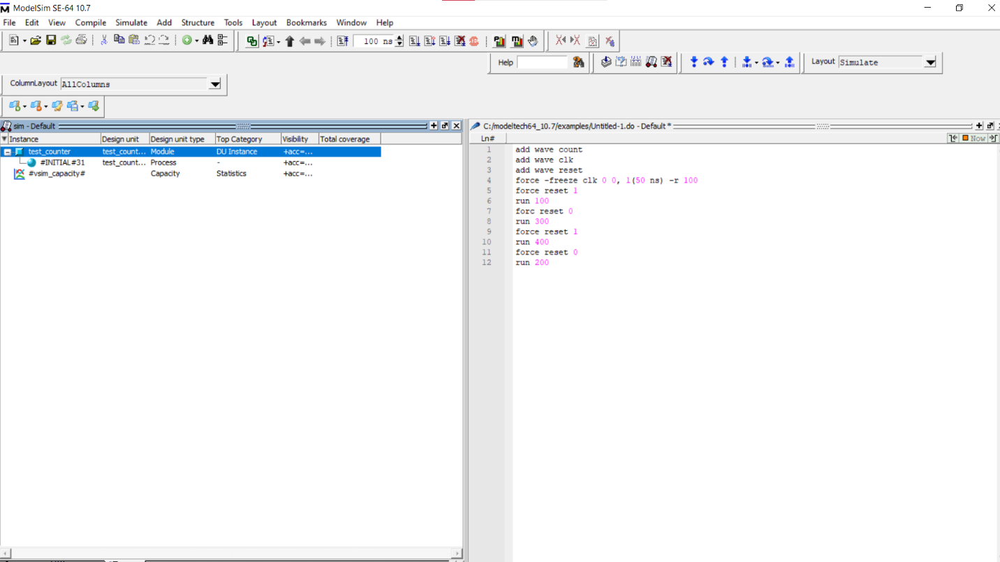 ModelSim SE-64 10.7
File Edit View Compile Simulate Add Structure Tools Layout Bookmarks Window Help
100 ns
Help
Layout Simulate
ColumnLayout AllColumns
sim - Default
Instance Design unit Design unit type Top Category Visibility Total coverage
test_counter test_count... Module DU Instance +acc=...
#INITIAL#31 test_count... Process - +acc=...
#vsim_capacity# Capacity Statistics +acc=...
C:/modeltech64_10.7/examples/Untitled-1.do - Default *
Ln# Now
1 add wave count
2 add wave clk
3 add wave reset
4 force -freeze clk 0 0, 1(50 ns) -r 100
5 force reset 1
6 run 100
7 forc reset 0
8 run 300
9 force reset 1
10 run 400
11 force reset 0
12 run 200